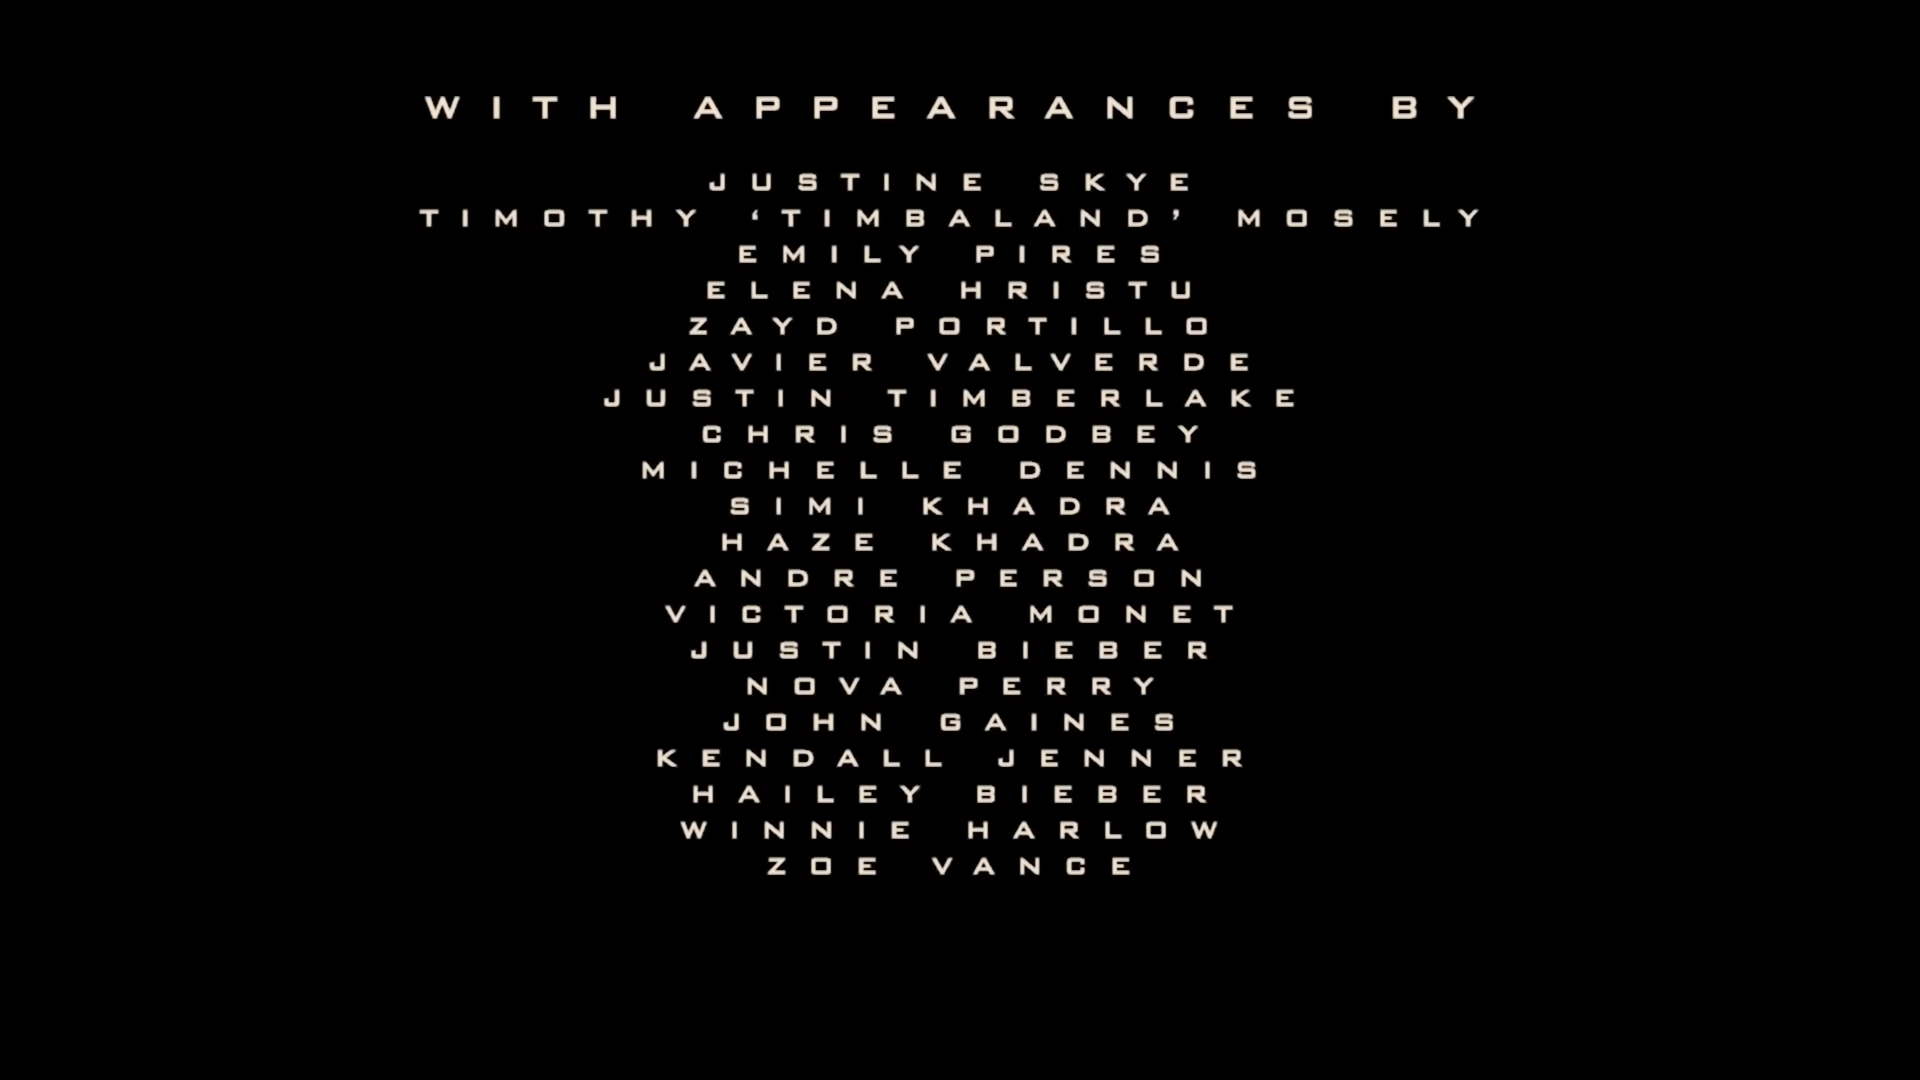 WITH APPEARANCES BY
JUSTINE SKYE
TIMOTHY ‘TIMBALAND’ MOSELY
EMILY PIRES
ELENA HRISTU
ZAYD PORTILLO
JAVIER VALVERDE
JUSTIN TIMBERLAKE
CHRIS GODBEY
MICHELLE DENNIS
SIMI KHADRA
HAZE KHADRA
ANDRE PERSON
VICTORIA MONET
JUSTIN BIEBER
NOVA PERRY
JOHN GAINES
KENDALL JENNER
HAILEY BIEBER
WINNIE HARLOW
ZOE VANCE